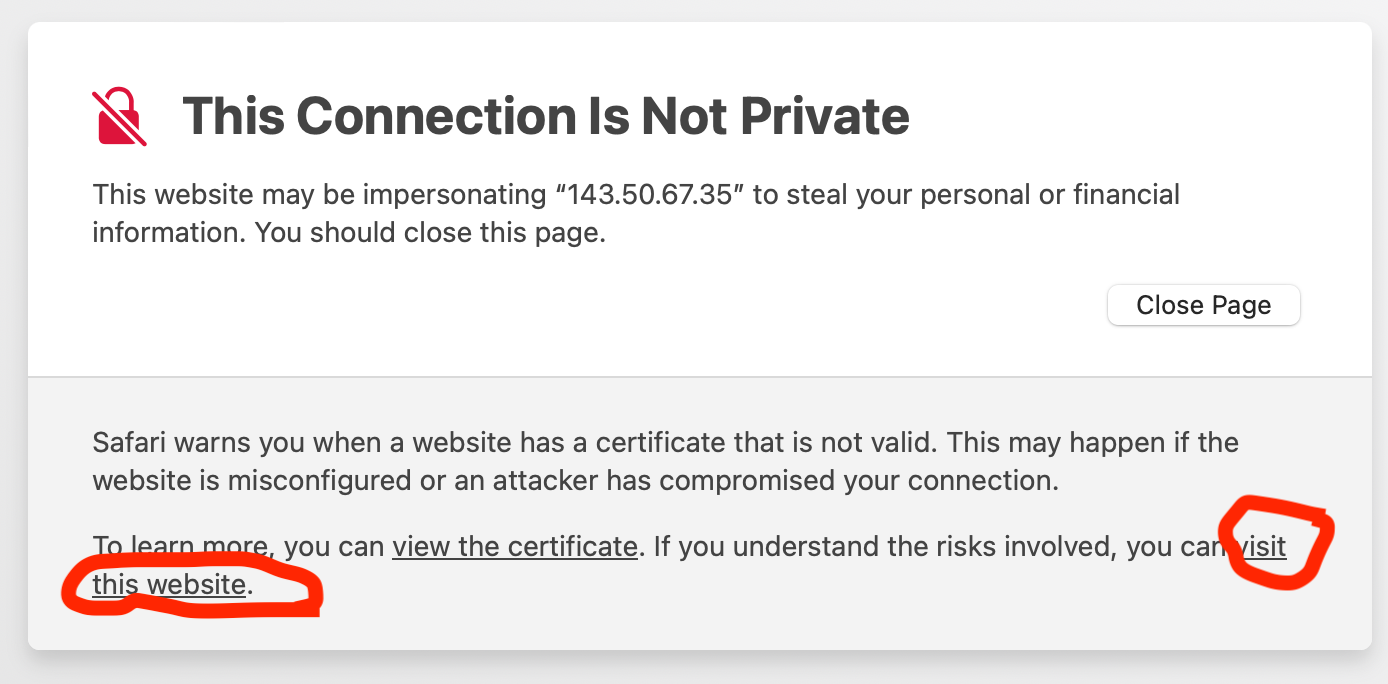 This Connection Is Not Private
This website may be impersonating “143.50.67.35” to steal your personal or financial
information. You should close this page.
Close Page
Safari warns you when a website has a certificate that is not valid. This may happen if the
website is misconfigured or an attacker has compromised your connection.
To learn more, you can view the certificate. If you understand the risks involved, you can visit
this website.